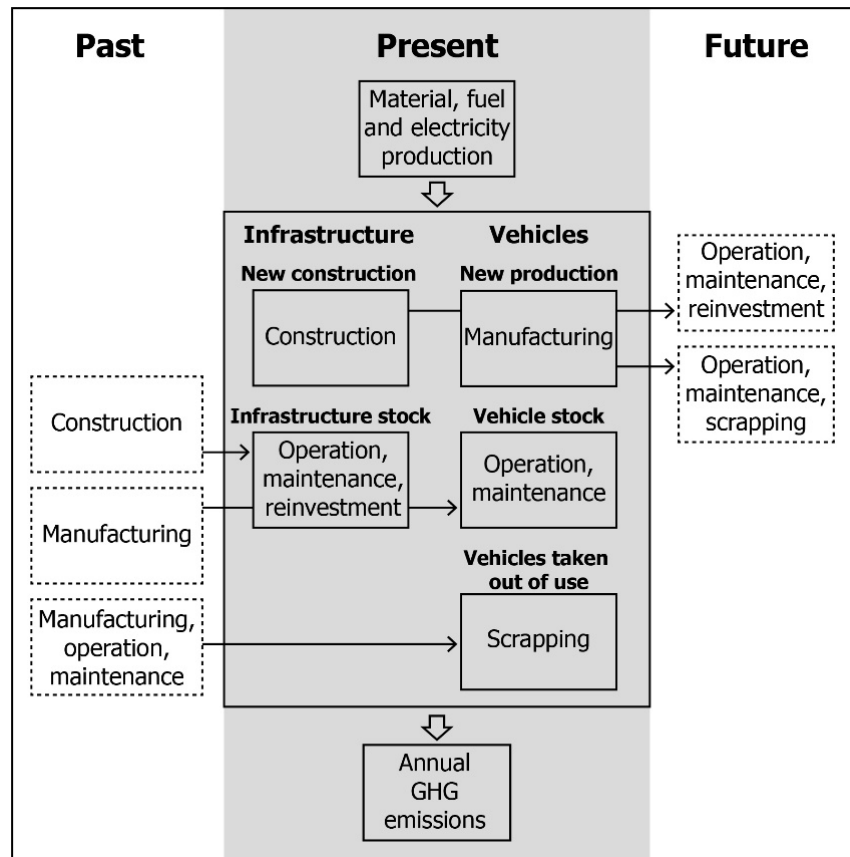 Past
Present
Future
Material, fuel
and electricity
production
Infrastructure
Vehicles
New construction
New production
Construction
Manufacturing
Operation,
maintenance,
reinvestment
Operation,
maintenance,
scrapping
Construction
Infrastructure stock
Vehicle stock
Operation,
maintenance,
reinvestment
Operation,
maintenance
Manufacturing
Vehicles taken
out of use
Manufacturing,
operation,
maintenance
Scrapping
Annual
GHG
emissions